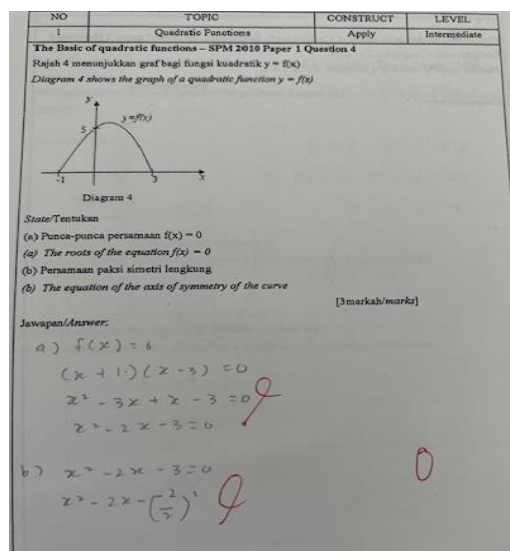 NO TOPIC CONSTRUCT LEVEL
1 Quadratic Functions Apply Intermediate
The Basic of quadratic functions – SPM 2010 Paper 1 Question 4
Rajah 4 menunjukkan graf bagi fungsi kuadratik y = f(x)
Diagram 4 shows the graph of a quadratic function y = f(x)
y
y=f(x)
5
-1 3 x
Diagram 4
State/Tentukan
(a) Punca-punca persamaan f(x) = 0
(a) The roots of the equation f(x) = 0
(b) Persamaan paksi simetri lengkung
(b) The equation of the axis of symmetry of the curve
[3 markah/marks]
Jawapan/Answer:
a) f(x) = 0
(x + 1)(x - 3) = 0
x² - 3x + x - 3 = 0
x² - 2x - 3 = 0
0
b) x² - 2x - 3 = 0
x² - 2x - (2/2)²